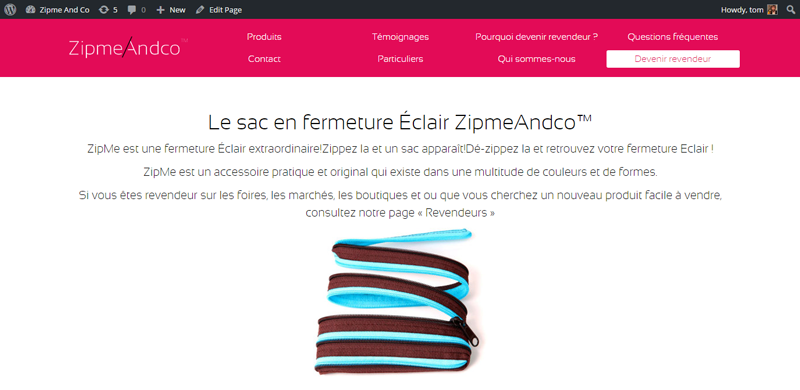 Zipme And Co 5 0 New Edit Page Howdy, tom
ZipmeAndco™
Produits Témoignages Pourquoi devenir revendeur ? Questions fréquentes
Contact Particuliers Qui sommes-nous Devenir revendeur
Le sac en fermeture Éclair ZipmeAndco™
ZipMe est une fermeture Éclair extraordinaire!Zippez la et un sac apparaît!Dé-zippez la et retrouvez votre fermeture Eclair !
ZipMe est un accessoire pratique et original qui existe dans une multitude de couleurs et de formes.
Si vous êtes revendeur sur les foires, les marchés, les boutiques et ou que vous cherchez un nouveau produit facile à vendre,
consultez notre page « Revendeurs »